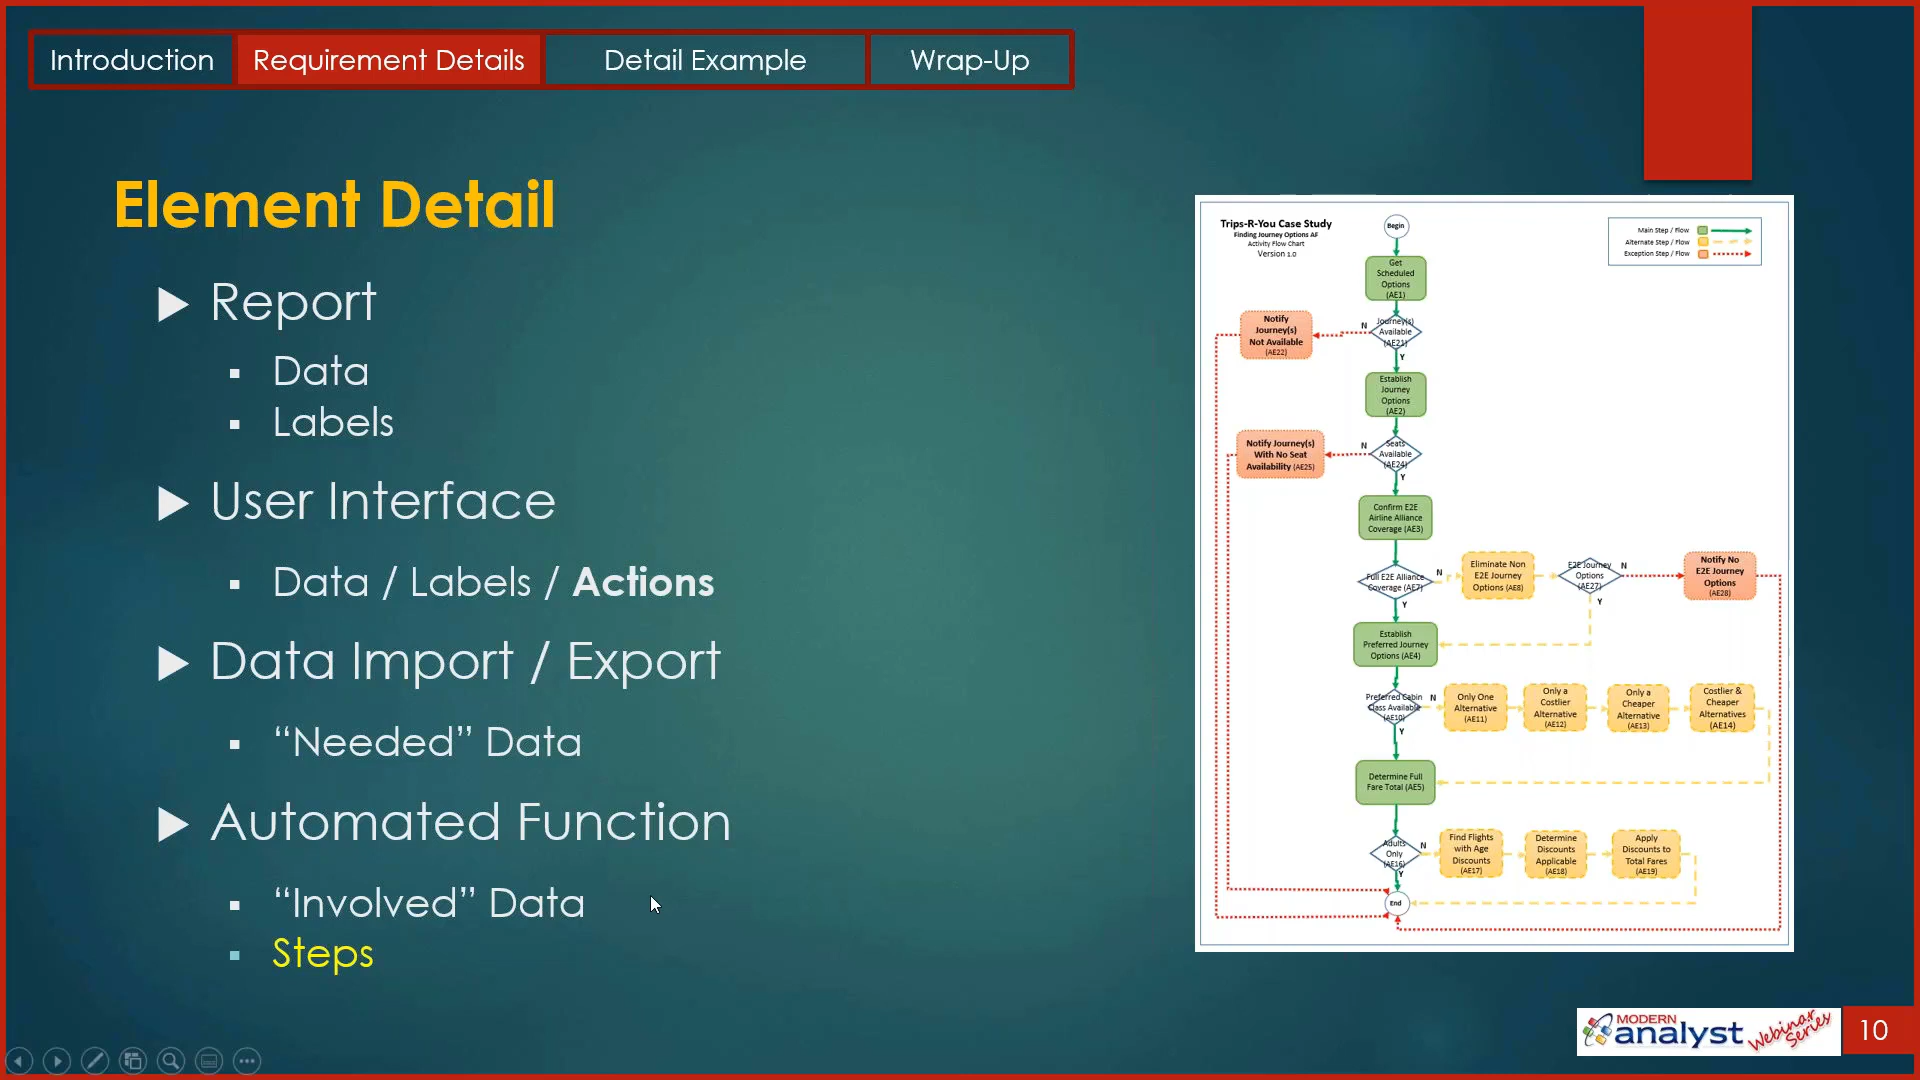 Introduction
Requirement Details
Detail Example
Wrap-Up
Element Detail
Report
Data
Labels
User Interface
Data / Labels / Actions
Data Import / Export
“Needed” Data
Automated Function
“Involved” Data
Steps
Trips-R-You Case Study
Finding Journey Options AF
Activity Flow Chart
Version 1.0
Main Step / Flow
Alternate Step / Flow
Exception Step / Flow
Begin
Get
Scheduled
Options
(AE1)
Journey(s)
Available
(AE21)
N
Y
Notify
Journey(s)
Not Available
(AE22)
Establish
Journey
Options
(AE2)
Seats
Available
(AE24)
N
Y
Notify Journey(s)
With No Seat
Availability (AE25)
Confirm E2E
Airline Alliance
Coverage (AE3)
Full E2E Alliance
Coverage (AE7)
N
Y
Eliminate Non
E2E Journey
Options (AE8)
E2E Journey
Options
(AE27)
N
Y
Notify No
E2E Journey
Options
(AE28)
Establish
Preferred Journey
Options (AE4)
Preferred Cabin
Class Available
(AE10)
N
Y
Only One
Alternative
(AE11)
Only a
Costlier
Alternative
(AE12)
Only a
Cheaper
Alternative
(AE13)
Costlier &
Cheaper
Alternatives
(AE14)
Determine Full
Fare Total (AE5)
Adults
Only
(AE16)
N
Y
Find Flights
with Age
Discounts
(AE17)
Determine
Discounts
Applicable
(AE18)
Apply
Discounts to
Total Fares
(AE19)
End
MODERN
analyst
Webinar
Series
10